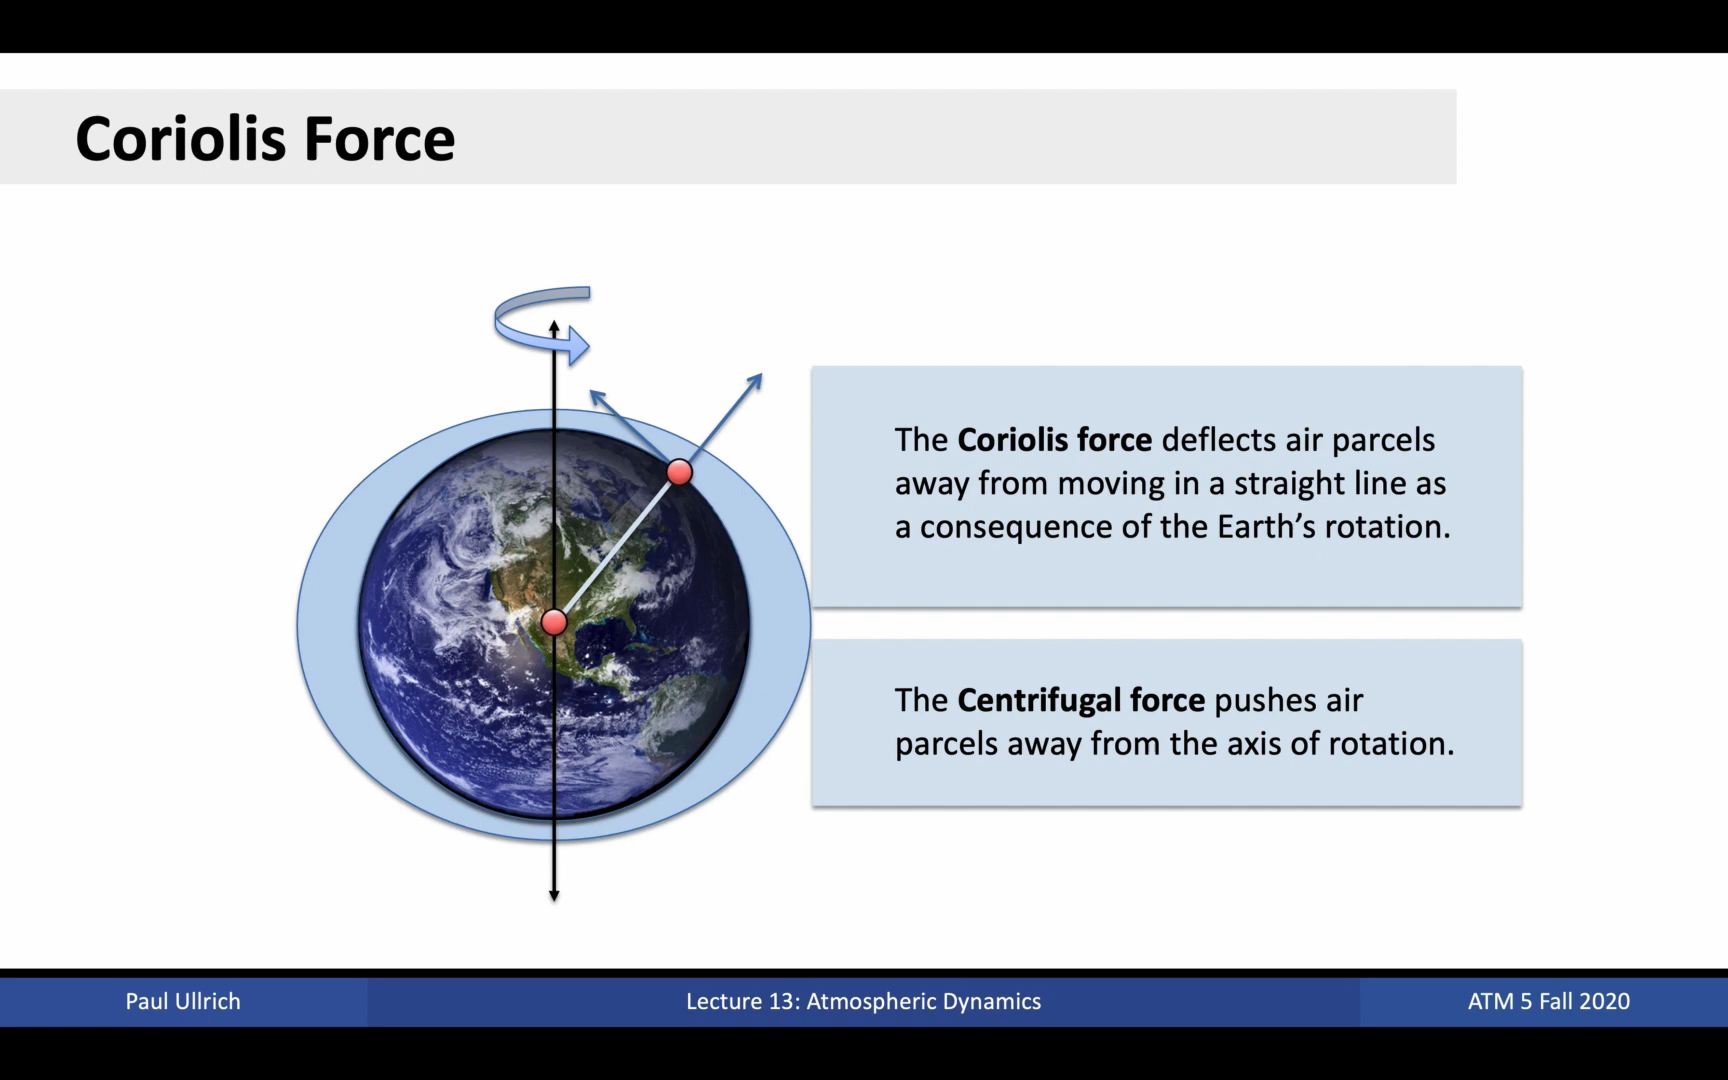 Coriolis Force
The Coriolis force deflects air parcels
away from moving in a straight line as
a consequence of the Earth’s rotation.
The Centrifugal force pushes air
parcels away from the axis of rotation.
Paul Ullrich
Lecture 13: Atmospheric Dynamics
ATM 5 Fall 2020